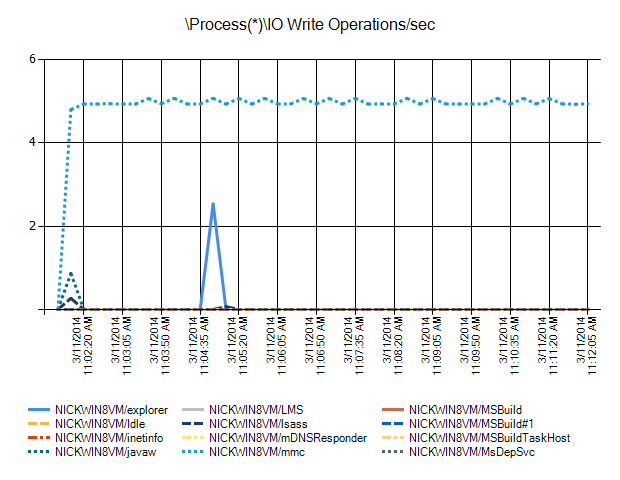 \Process(*)\IO Write Operations/sec
6
4
2
3/11/2014
11:02:20 AM
3/11/2014
11:03:05 AM
3/11/2014
11:03:50 AM
3/11/2014
11:04:35 AM
3/11/2014
11:05:20 AM
3/11/2014
11:06:05 AM
3/11/2014
11:06:50 AM
3/11/2014
11:07:35 AM
3/11/2014
11:08:20 AM
3/11/2014
11:09:05 AM
3/11/2014
11:09:50 AM
3/11/2014
11:10:35 AM
3/11/2014
11:11:20 AM
3/11/2014
11:12:05 AM
NICKWIN8VM/explorer NICKWIN8VM/LMS NICKWIN8VM/MSBuild
NICKWIN8VM/Idle NICKWIN8VM/lsass NICKWIN8VM/MSBuild#1
NICKWIN8VM/inetinfo NICKWIN8VM/mDNSResponder NICKWIN8VM/MSBuildTaskHost
NICKWIN8VM/javaw NICKWIN8VM/mmc NICKWIN8VM/MsDepSvc